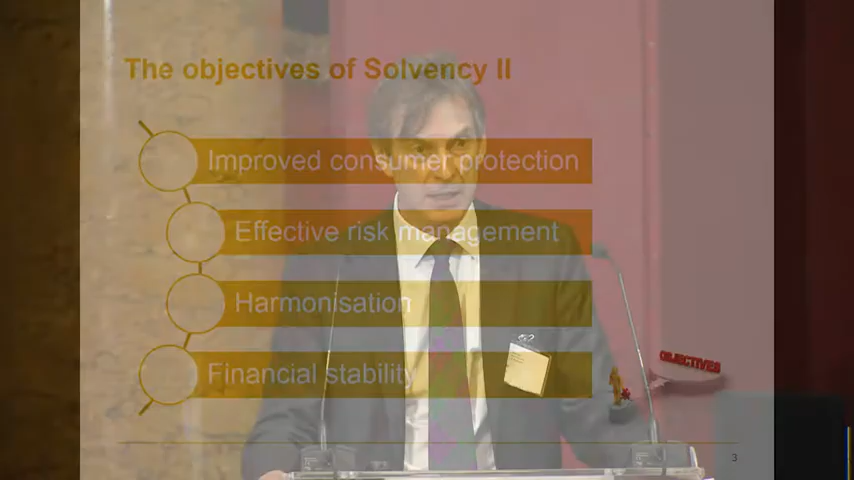 The objectives of Solvency II
Improved consumer protection
Effective risk management
Harmonisation
Financial stability
OBJECTIVES
3